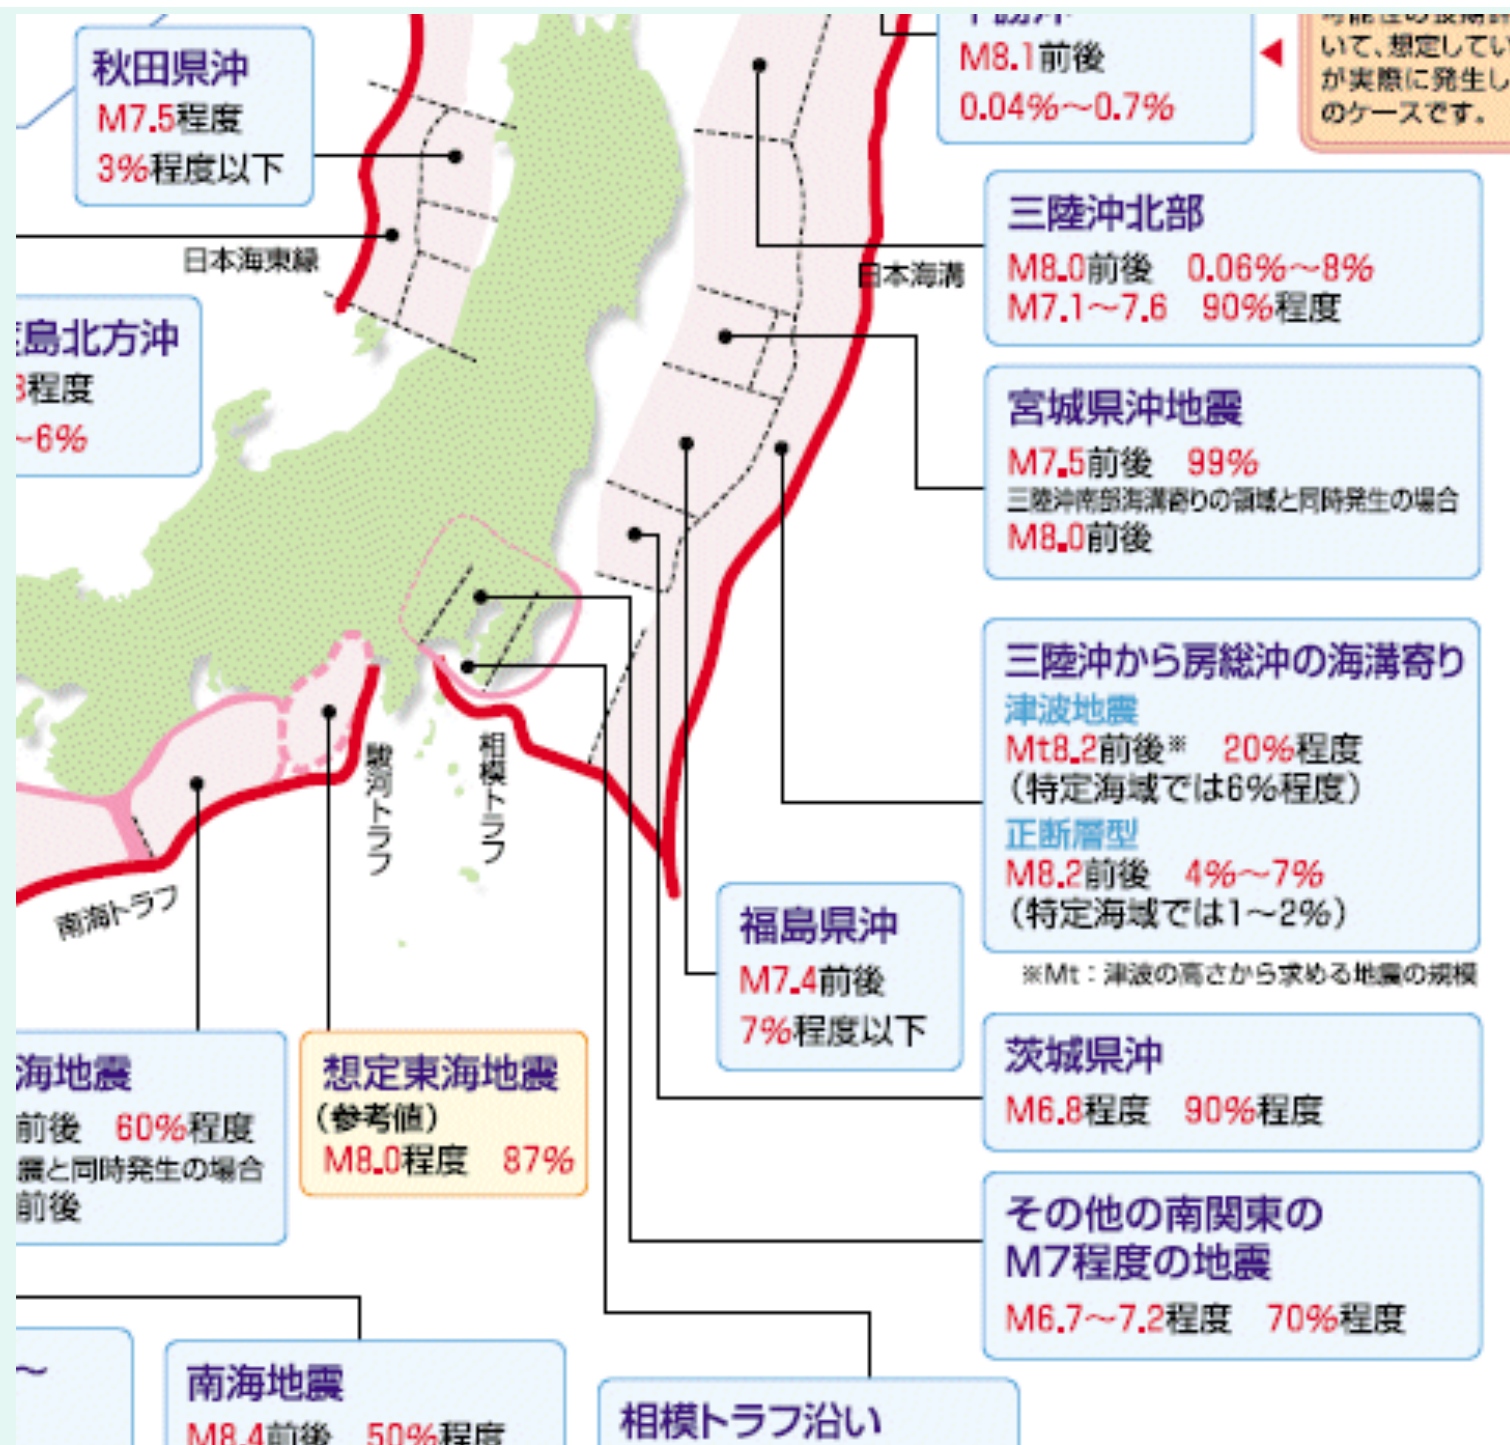 秋田県沖
M7.5程度
3%程度以下
日本海東縁
島北方沖
程度
～6%
M8.1前後
0.04%～0.7%
いて、想定してい
が実際に発生し
のケースです。
三陸沖北部
M8.0前後 0.06%～8%
M7.1～7.6 90%程度
日本海溝
宮城県沖地震
M7.5前後 99%
三陸沖南部海溝寄りの領域と同時発生の場合
M8.0前後
三陸沖から房総沖の海溝寄り
津波地震
Mt8.2前後※ 20%程度
(特定海域では6%程度)
正断層型
M8.2前後 4%～7%
(特定海域では1～2%)
※Mt：津波の高さから求める地震の規模
駿河トラフ
相模トラフ
南海トラフ
福島県沖
M7.4前後
7%程度以下
茨城県沖
M6.8程度 90%程度
海地震
前後 60%程度
震と同時発生の場合
前後
想定東海地震
(参考値)
M8.0程度 87%
その他の南関東の
M7程度の地震
M6.7～7.2程度 70%程度
～
南海地震
M8.4前後 50%程度
相模トラフ沿い